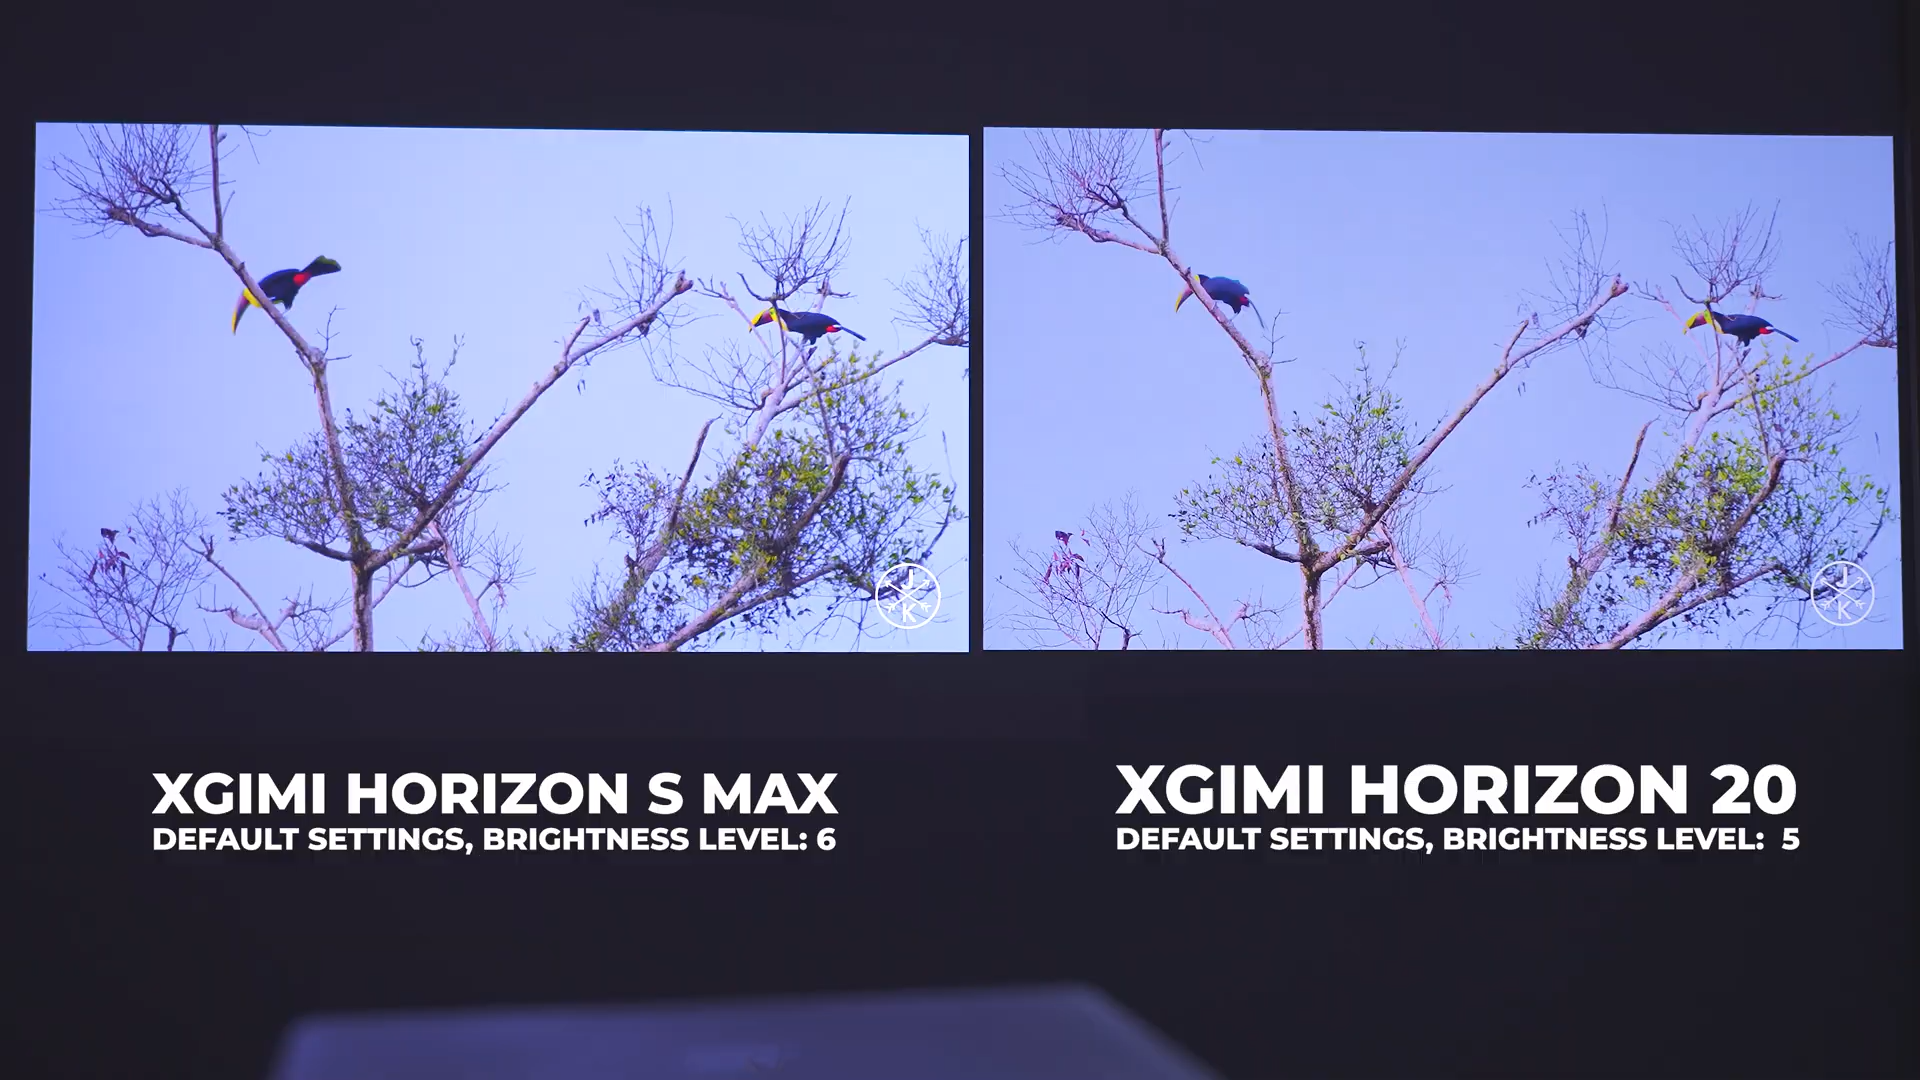 J
K
J
K
XGIMI HORIZON S MAX
DEFAULT SETTINGS, BRIGHTNESS LEVEL: 6
XGIMI HORIZON 20
DEFAULT SETTINGS, BRIGHTNESS LEVEL: 5